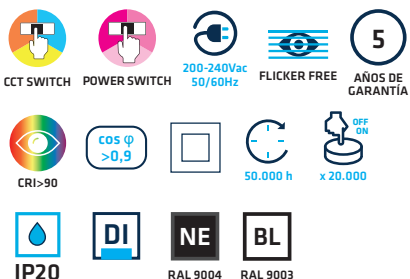 5
CCT SWITCH
POWER SWITCH
200-240Vac
50/60Hz
FLICKER FREE
AÑOS DE
GARANTÍA
cos φ
>0,9
OFF
ON
CRI>90
50.000 h
x 20.000
DI
NE
BL
IP20
RAL 9004
RAL 9003